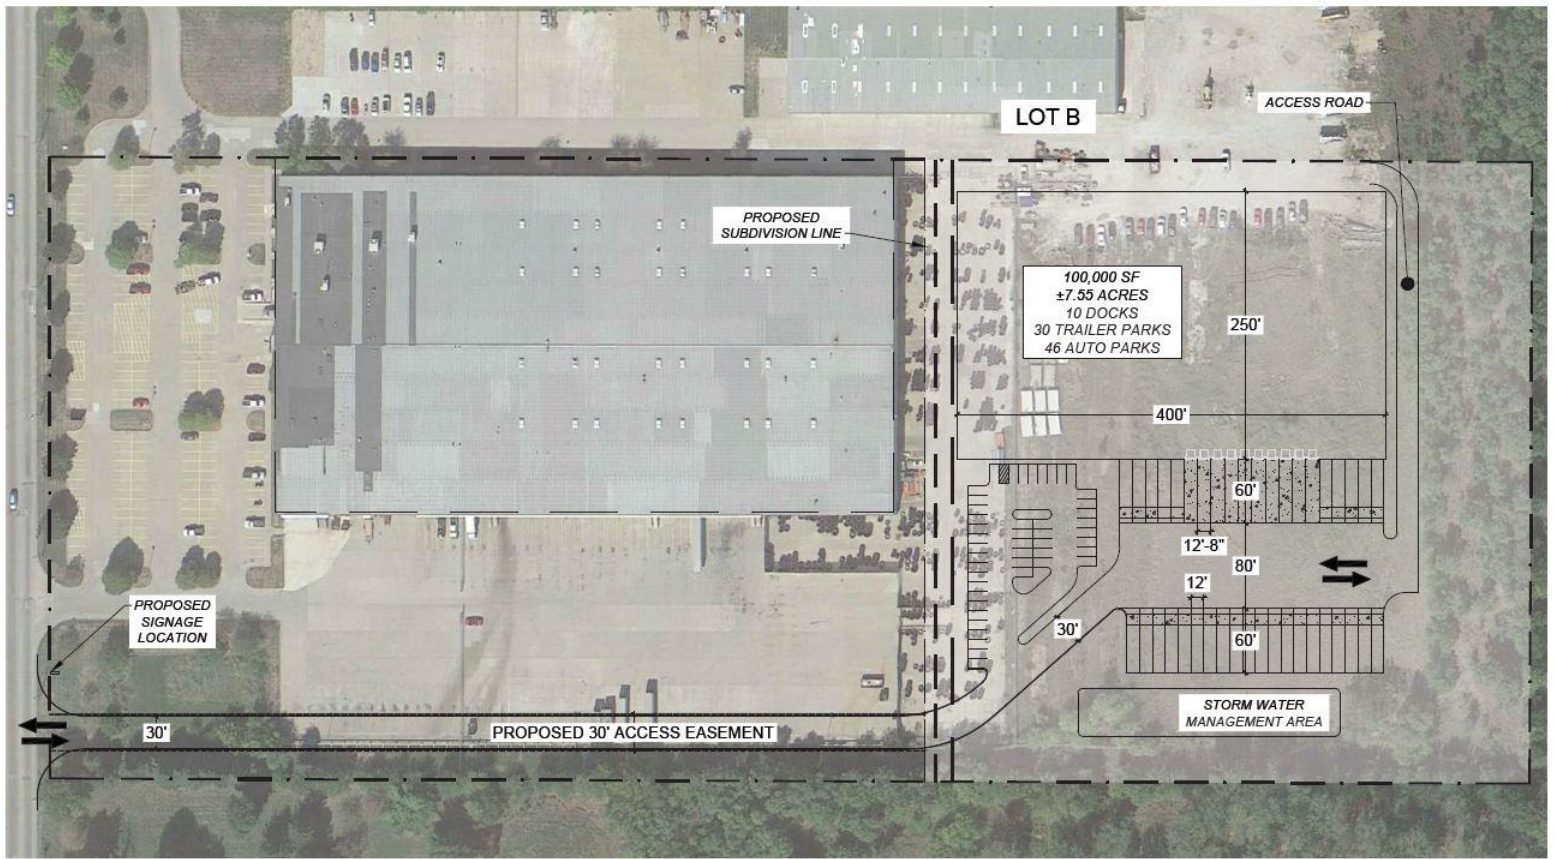 LOT B
ACCESS ROAD
PROPOSED
SUBDIVISION LINE
100,000 SF
±7.55 ACRES
10 DOCKS
30 TRAILER PARKS
46 AUTO PARKS
250'
400'
60'
12'-8"
80'
12'
60'
30'
PROPOSED
SIGNAGE
LOCATION
STORM WATER
MANAGEMENT AREA
30'
PROPOSED 30' ACCESS EASEMENT